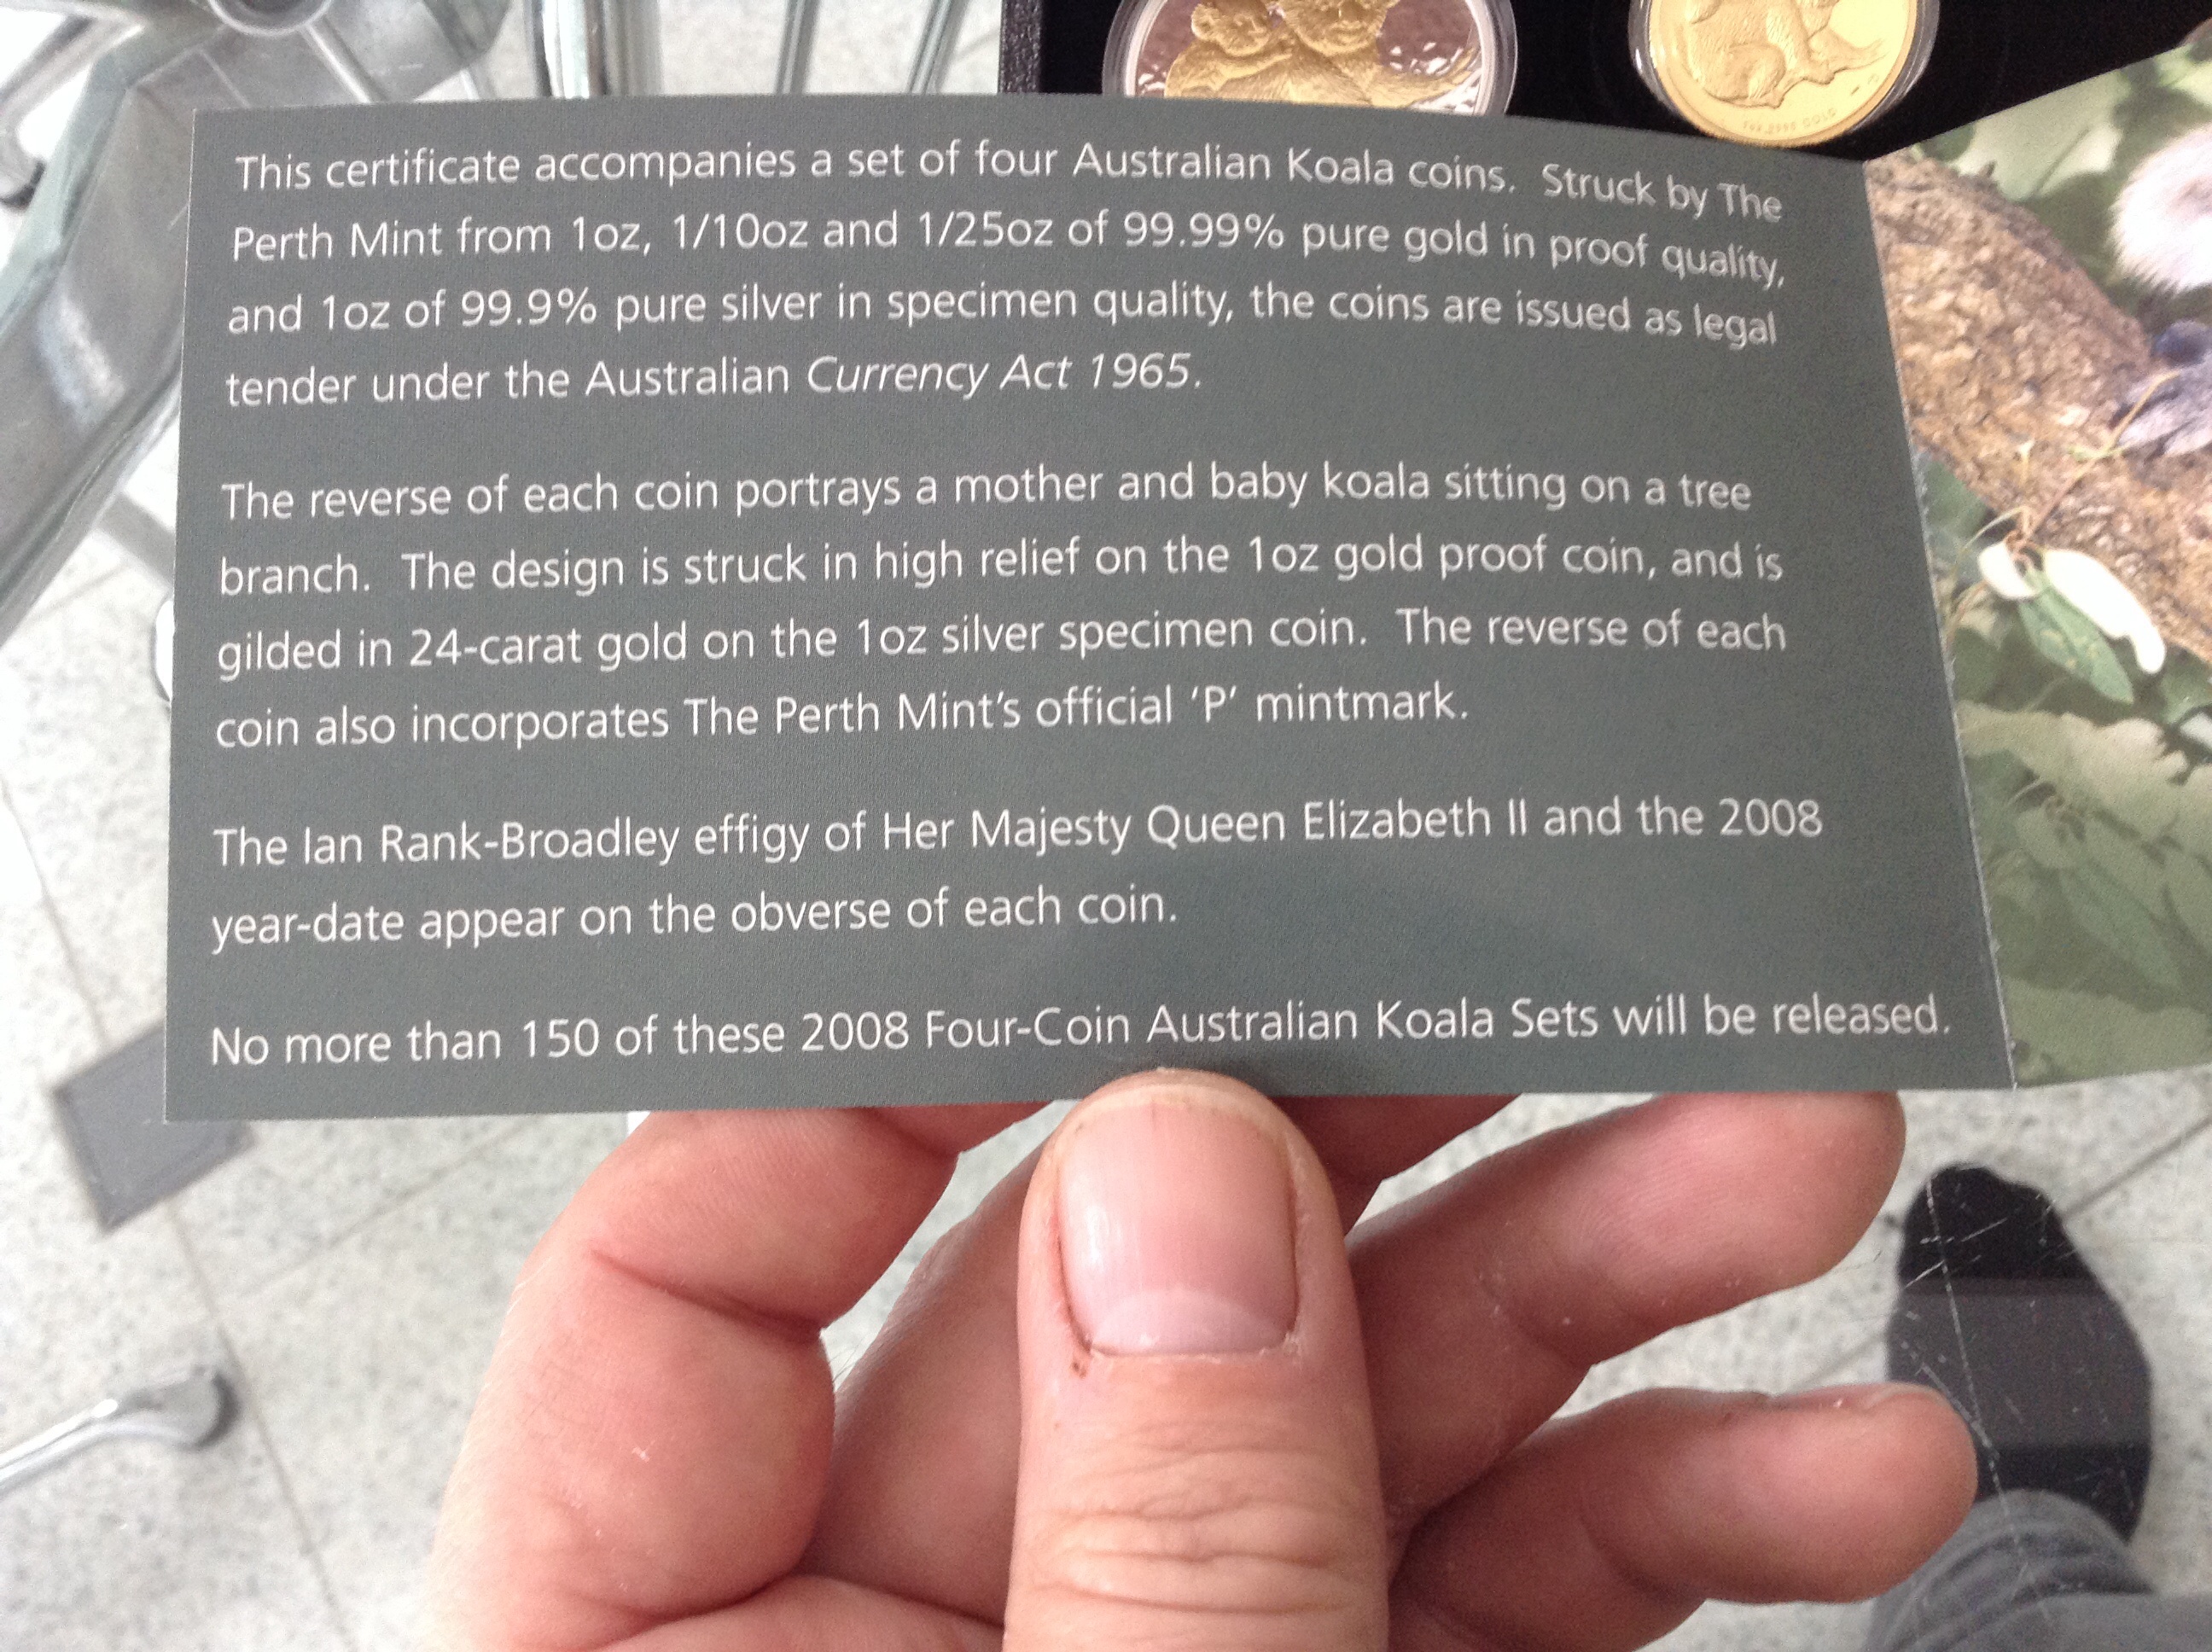 This certificate accompanies a set of four Australian Koala coins. Struck by The
Perth Mint from 1oz, 1/10oz and 1/25oz of 99.99% pure gold in proof quality,
and 1oz of 99.9% pure silver in specimen quality, the coins are issued as legal
tender under the Australian Currency Act 1965.
The reverse of each coin portrays a mother and baby koala sitting on a tree
branch. The design is struck in high relief on the 1oz gold proof coin, and is
gilded in 24-carat gold on the 1oz silver specimen coin. The reverse of each
coin also incorporates The Perth Mint's official 'P' mintmark.
The Ian Rank-Broadley effigy of Her Majesty Queen Elizabeth II and the 2008
year-date appear on the obverse of each coin.
No more than 150 of these 2008 Four-Coin Australian Koala Sets will be released.